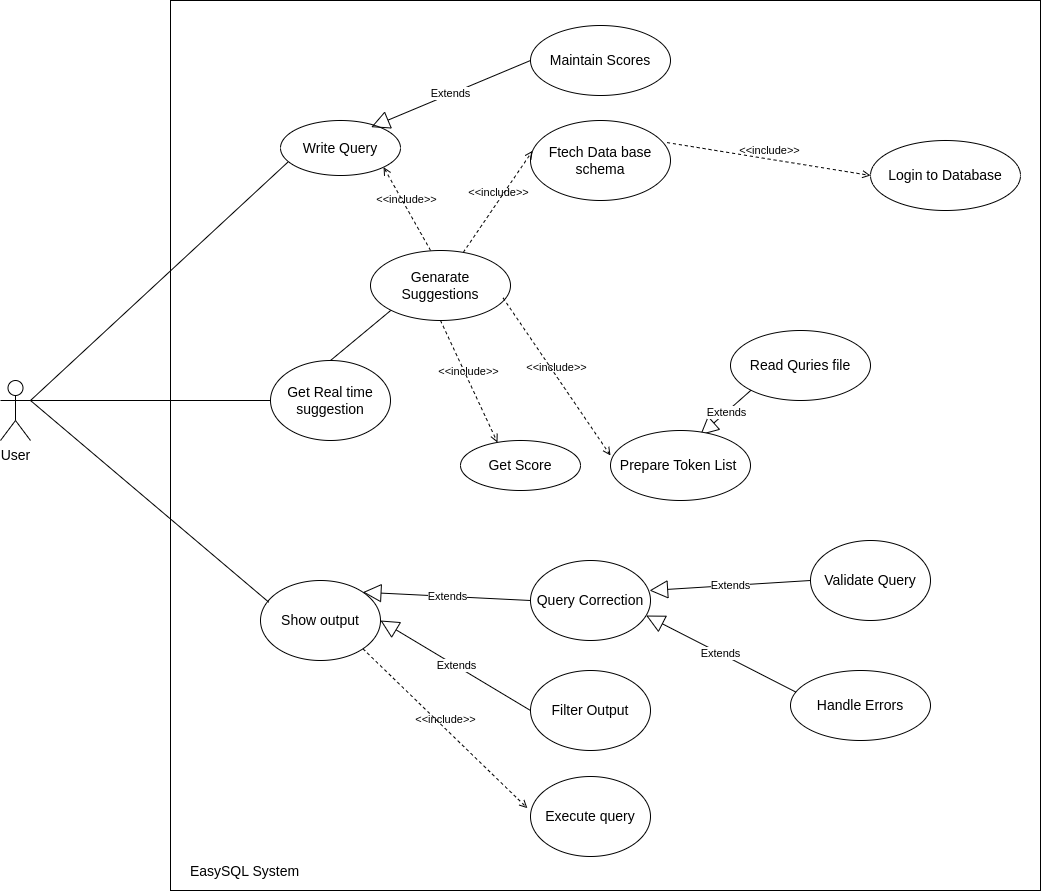 Maintain Scores
Extends
Write Query
Ftech Data base
schema
<<include>>
Login to Database
<<include>>
<<include>>
Genarate
Suggestions
Get Real time
suggestion
<<include>>
<<include>>
Read Quries file
Extends
User
Get Score
Prepare Token List
Show output
Extends
Query Correction
Extends
Validate Query
Extends
Extends
Filter Output
Handle Errors
<<include>>
Execute query
EasySQL System